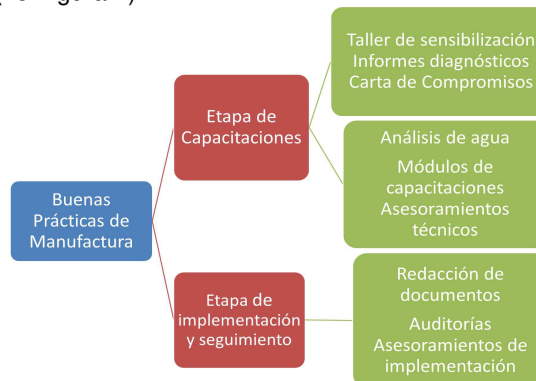 Taller de sensibilización
Informes diagnósticos
Carta de Compromisos
Etapa de
Capacitaciones
Análisis de agua
Módulos de
capacitaciones
Asesoramientos
técnicos
Buenas
Prácticas de
Manufactura
Etapa de
implementación
y seguimiento
Redacción de
documentos
Auditorías
Asesoramientos de
implementación